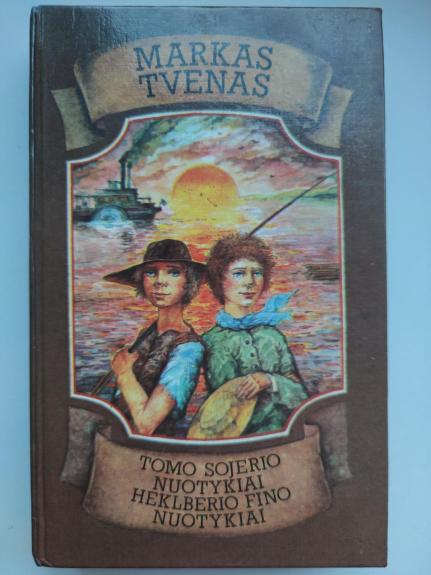 MARKAS
TVENAS
TOMO SOJERIO
NUOTYKIAI
HEKLBERIO FINO
NUOTYKIAI